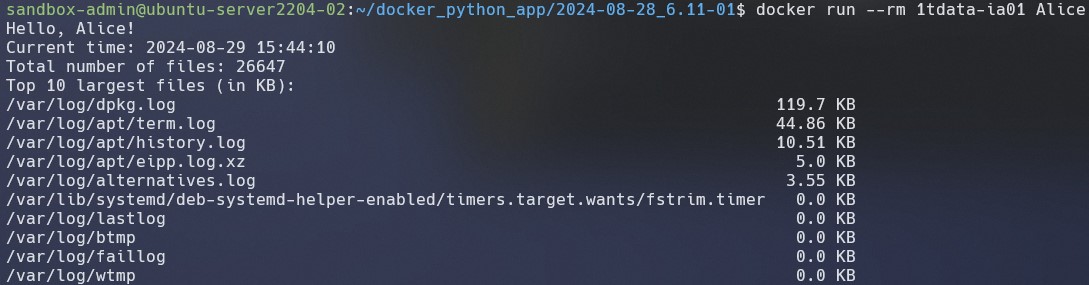 sandbox-admin@ubuntu-server2204-02:~/docker_python_app/2024-08-28_6.11-01$ docker run --rm 1tdata-ia01 Alice
Hello, Alice!
Current time: 2024-08-29 15:44:10
Total number of files: 26647
Top 10 largest files (in KB):
/var/log/dpkg.log 119.7 KB
/var/log/apt/term.log 44.86 KB
/var/log/apt/history.log 10.51 KB
/var/log/apt/eipp.log.xz 5.0 KB
/var/log/alternatives.log 3.55 KB
/var/lib/systemd/deb-systemd-helper-enabled/timers.target.wants/fstrim.timer 0.0 KB
/var/log/lastlog 0.0 KB
/var/log/btmp 0.0 KB
/var/log/faillog 0.0 KB
/var/log/wtmp 0.0 KB